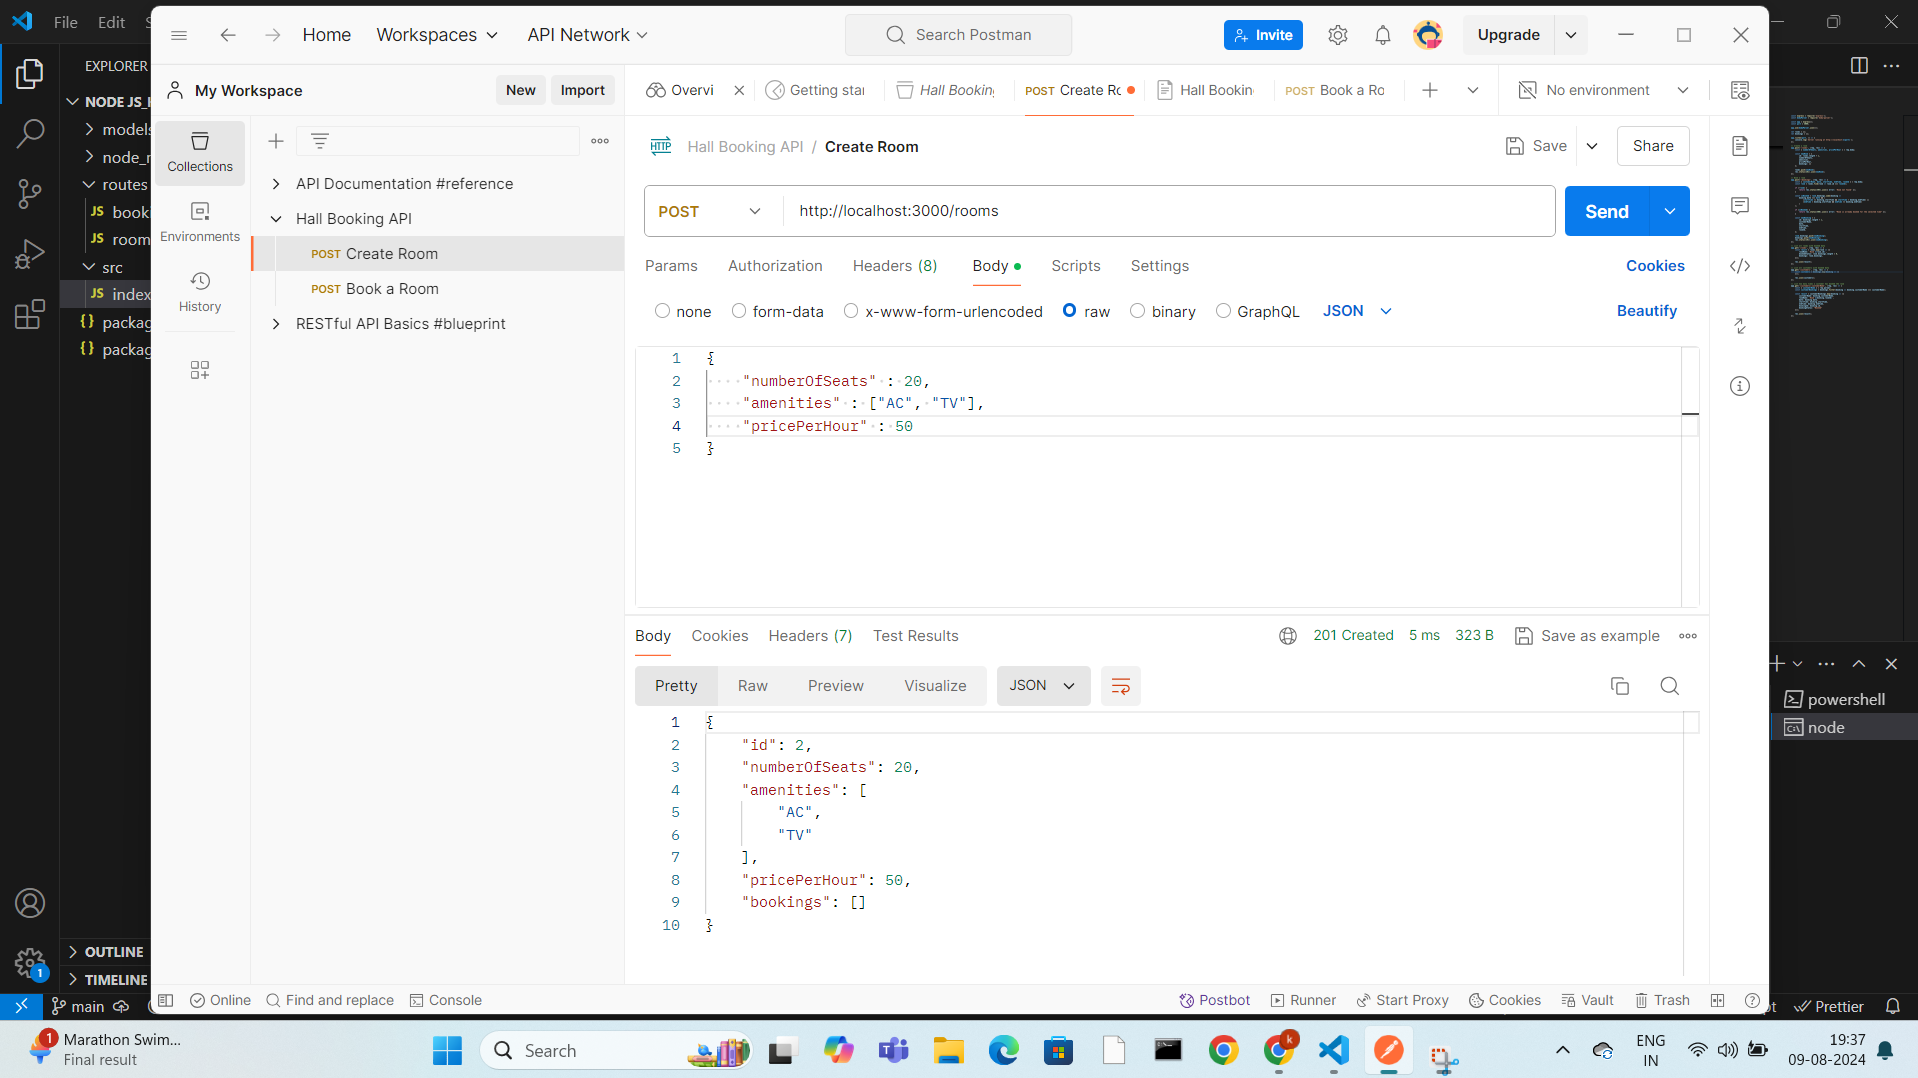 File Edit
Home Workspaces API Network Search Postman Invite Upgrade
EXPLORER
My Workspace New Import
Overvi Getting star Hall Booking POST Create Ro Hall Bookin POST Book a Ro No environment
NODE JS_
models
node_
routes
JS booki
JS room
src
JS index
{} packag
{} packag
OUTLINE
TIMELINE
Collections
Environments
History
API Documentation #reference
Hall Booking API
POST Create Room
POST Book a Room
RESTful API Basics #blueprint
HTTP Hall Booking API / Create Room Save Share
POST http://localhost:3000/rooms Send
Params Authorization Headers (8) Body Scripts Settings Cookies
none form-data x-www-form-urlencoded raw binary GraphQL JSON Beautify
1 {
2 "numberOfSeats" : 20,
3 "amenities" : ["AC", "TV"],
4 "pricePerHour" : 50
5 }
Body Cookies Headers (7) Test Results 201 Created 5 ms 323 B Save as example
Pretty Raw Preview Visualize JSON
1 {
2 "id": 2,
3 "numberOfSeats": 20,
4 "amenities": [
5 "AC",
6 "TV"
7 ],
8 "pricePerHour": 50,
9 "bookings": []
10 }
powershell
node
Online Find and replace Console Postbot Runner Start Proxy Cookies Vault Trash
1
main Prettier
1 Marathon Swim...
Final result
Search
k
ENG
IN
19:37
09-08-2024